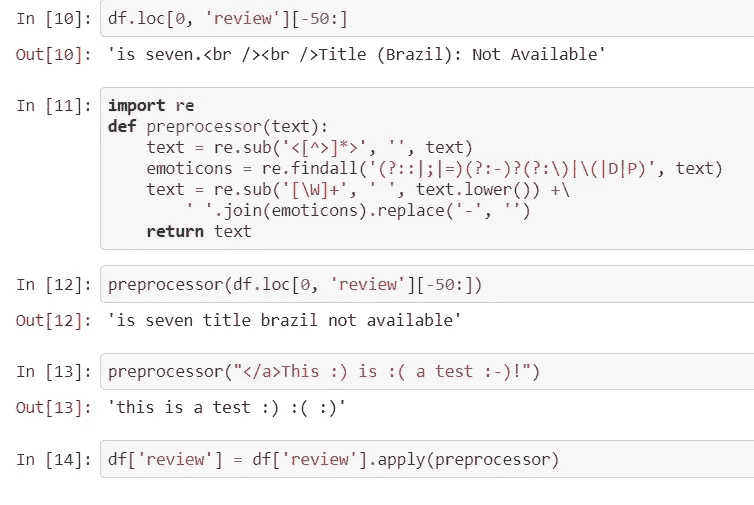 In [10]: df.loc[0, 'review'][-50:]
Out[10]: 'is seven.<br /><br />Title (Brazil): Not Available'
In [11]: import re
def preprocessor(text):
    text = re.sub('<[^>]*>', '', text)
    emoticons = re.findall('(?::|;|=)(?:-)?(?:\)|\(|D|P)', text)
    text = re.sub('[\W]+', ' ', text.lower()) +\
        ' '.join(emoticons).replace('-', '')
    return text
In [12]: preprocessor(df.loc[0, 'review'][-50:])
Out[12]: 'is seven title brazil not available'
In [13]: preprocessor("</a>This :) is :( a test :-)!")
Out[13]: 'this is a test :) :( :)'
In [14]: df['review'] = df['review'].apply(preprocessor)